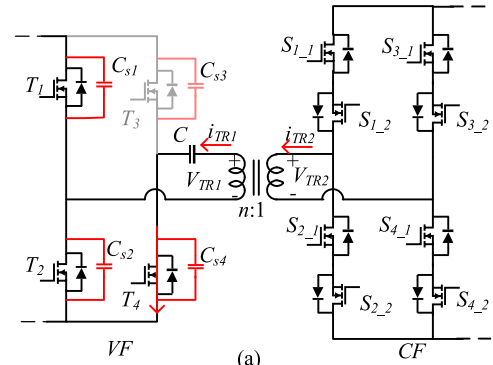 T1
Cs1
T3
Cs3
C
iTR1
iTR2
+
+
VTR1
VTR2
-
-
n:1
T2
Cs2
T4
Cs4
S1_1
S3_1
S1_2
S3_2
S2_1
S4_1
S2_2
S4_2
VF
(a)
CF